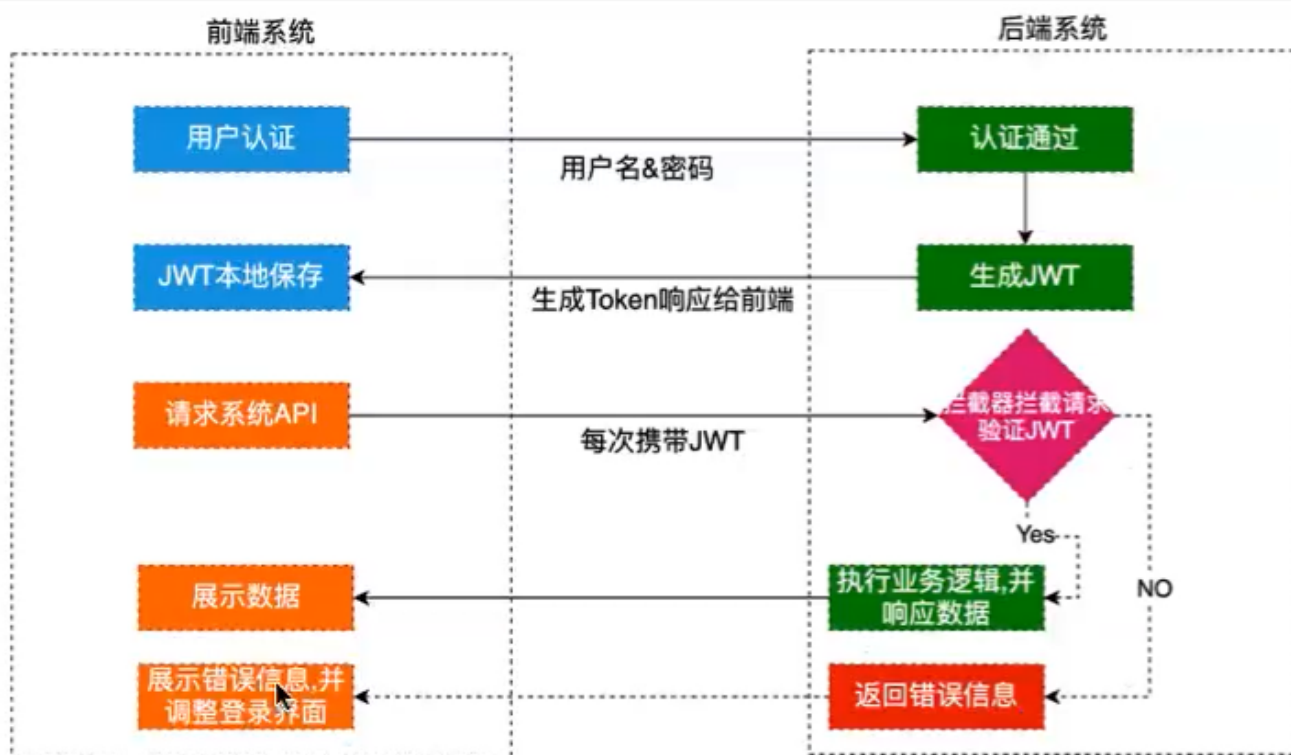 前端系统
后端系统
用户认证
用户名&密码
认证通过
JWT本地保存
生成Token响应给前端
生成JWT
请求系统API
每次携带JWT
拦截器拦截请求
验证JWT
Yes
NO
展示数据
执行业务逻辑,并
响应数据
展示错误信息,并
调整登录界面
返回错误信息